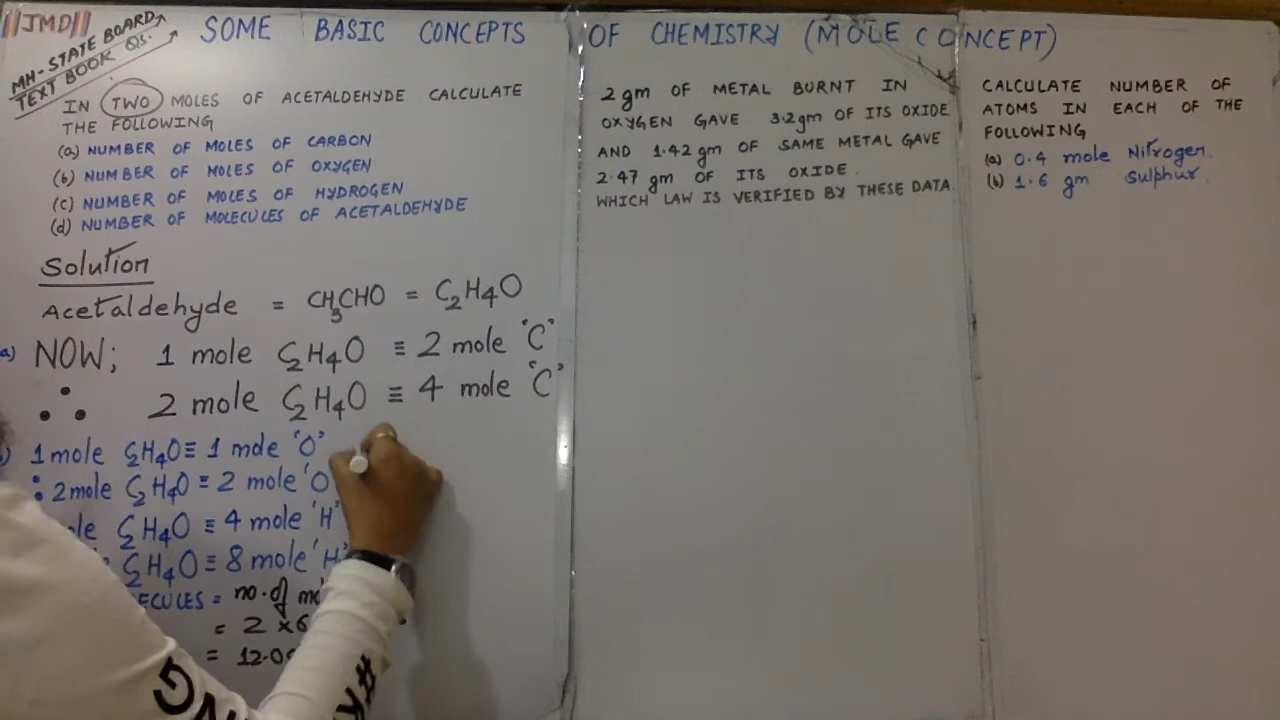 ||JMD||
MH-STATE BOARD
TEXT BOOK QS.
SOME BASIC CONCEPTS OF CHEMISTRY (MOLE CONCEPT)
IN TWO MOLES OF ACETALDEHYDE CALCULATE
THE FOLLOWING
(a) NUMBER OF MOLES OF CARBON
(b) NUMBER OF MOLES OF OXYGEN
(c) NUMBER OF MOLES OF HYDROGEN
(d) NUMBER OF MOLECULES OF ACETALDEHYDE
Solution
Acetaldehyde = CH₃CHO = C₂H₄O
a) NOW; 1 mole C₂H₄O ≡ 2 mole 'C'
∴ 2 mole C₂H₄O ≡ 4 mole 'C'
) 1 mole C₂H₄O ≡ 1 mole 'O'
∴ 2 mole C₂H₄O ≡ 2 mole 'O
C₂H₄O ≡ 4 mole 'H'
C₂H₄O ≡ 8 mole 'H'
ECULES = no. of mo
= 2 × 6
= 12.0
2 gm OF METAL BURNT IN
OXYGEN GAVE 3.2 gm OF ITS OXIDE
AND 1.42 gm OF SAME METAL GAVE
2.47 gm OF ITS OXIDE.
WHICH LAW IS VERIFIED BY THESE DATA.
CALCULATE NUMBER OF
ATOMS IN EACH OF THE
FOLLOWING
(a) 0.4 mole Nitrogen.
(b) 1.6 gm Sulphur.